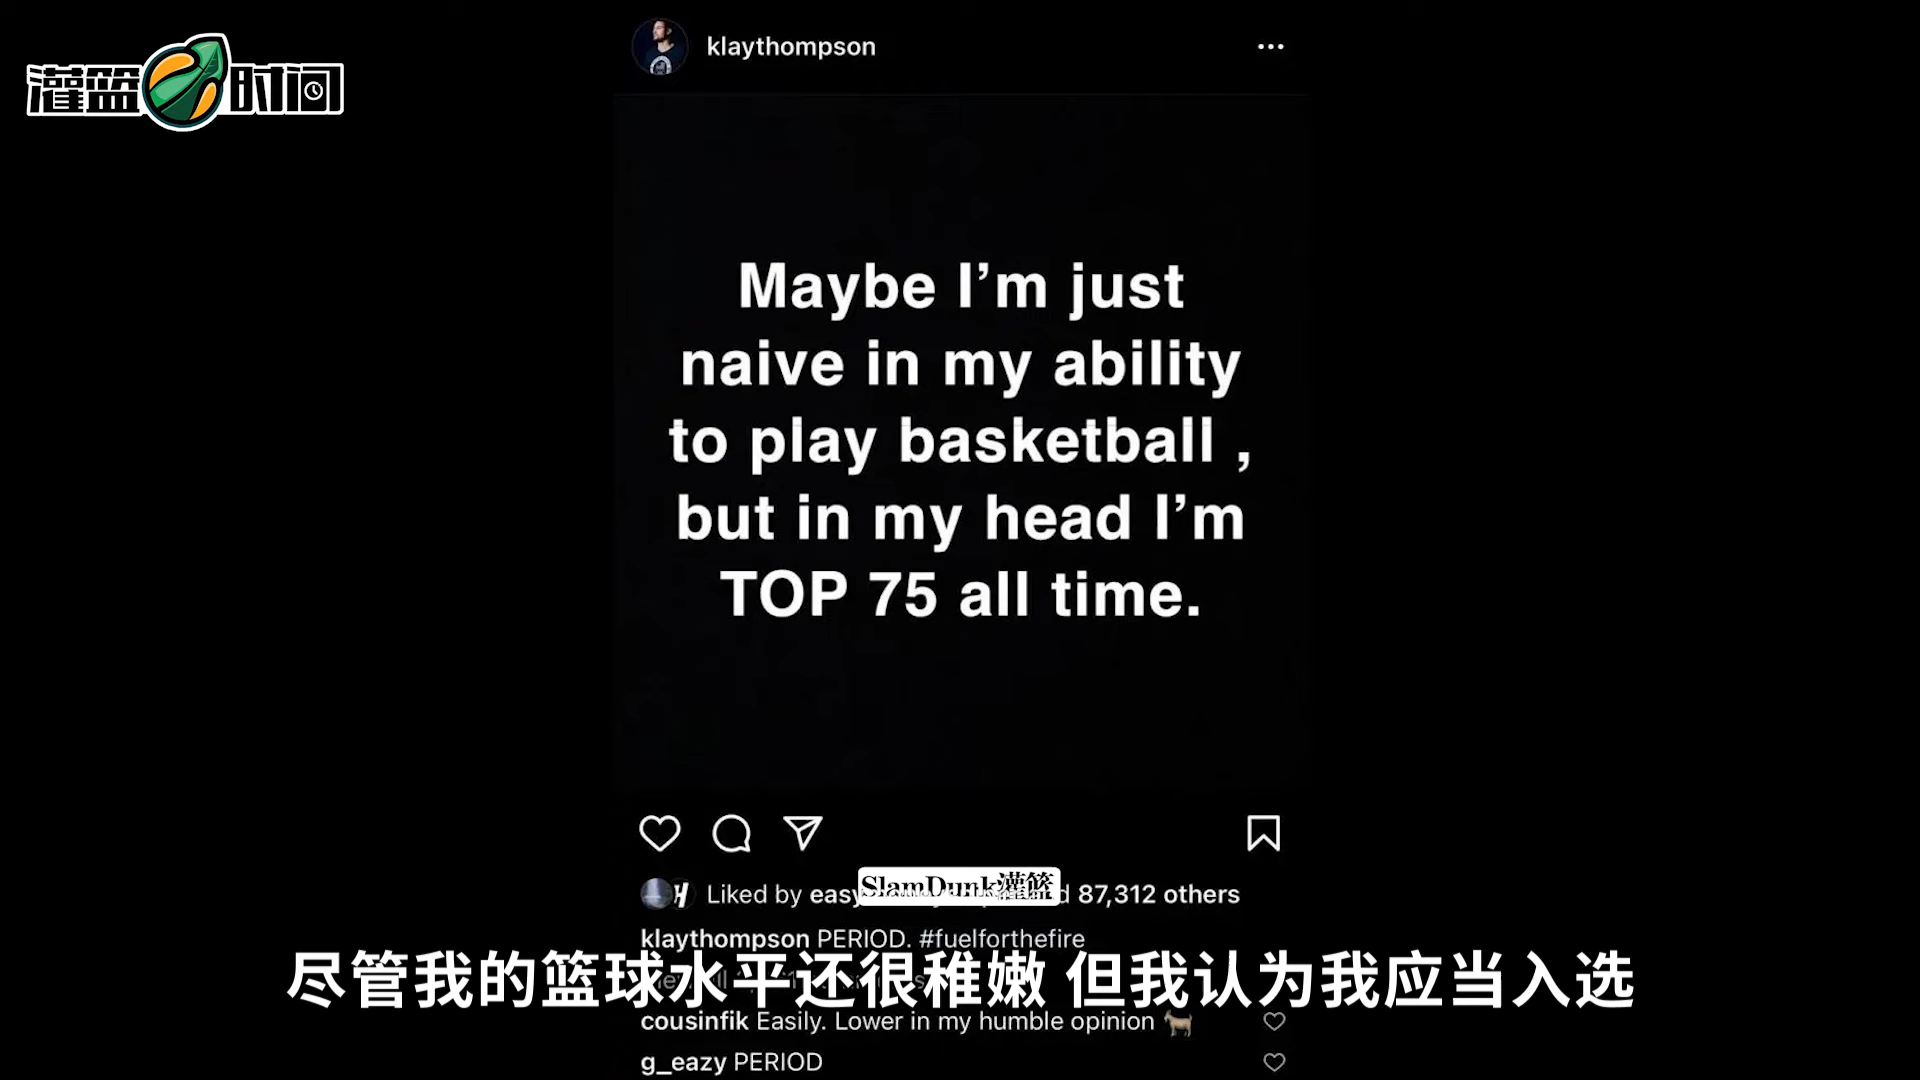 灌篮时间
klaythompson
Maybe I’m just
naive in my ability
to play basketball ,
but in my head I’m
TOP 75 all time.
SlamDunk灌篮
Liked by easy 87,312 others
klaythompson PERIOD. #fuelforthefire
尽管我的篮球水平还很稚嫩 但我认为我应当入选
cousinfik Easily. Lower in my humble opinion 🐐
g_eazy PERIOD